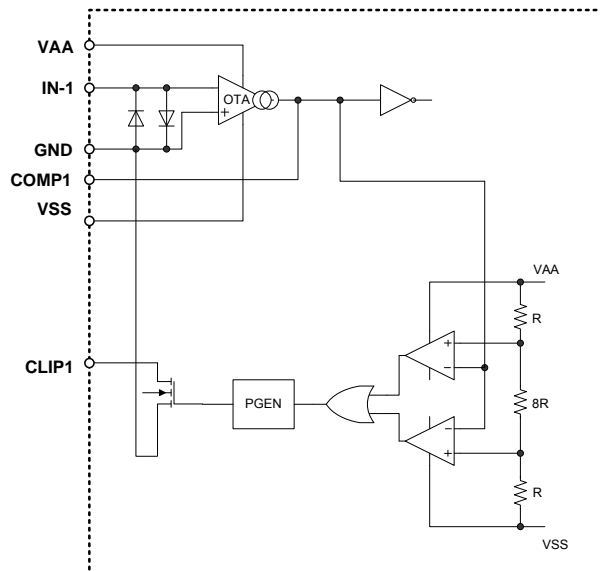 VAA
IN-1
OTA
+
GND
COMP1
VSS
VAA
R
+
CLIP1
-
8R
PGEN
-
+
R
VSS